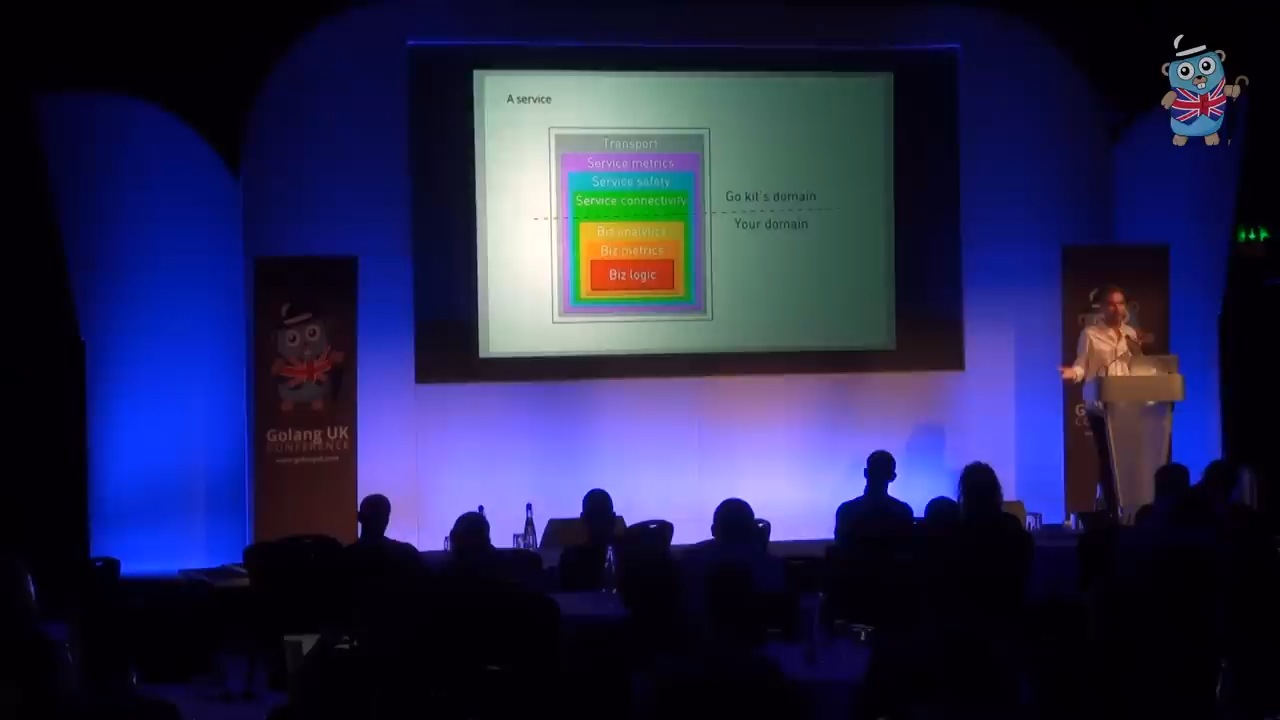 A service
Transport
Service metrics
Service safety
Service connectivity
Go kit's domain
Your domain
Biz analytics
Biz metrics
Biz logic
Golang UK
CONFERENCE